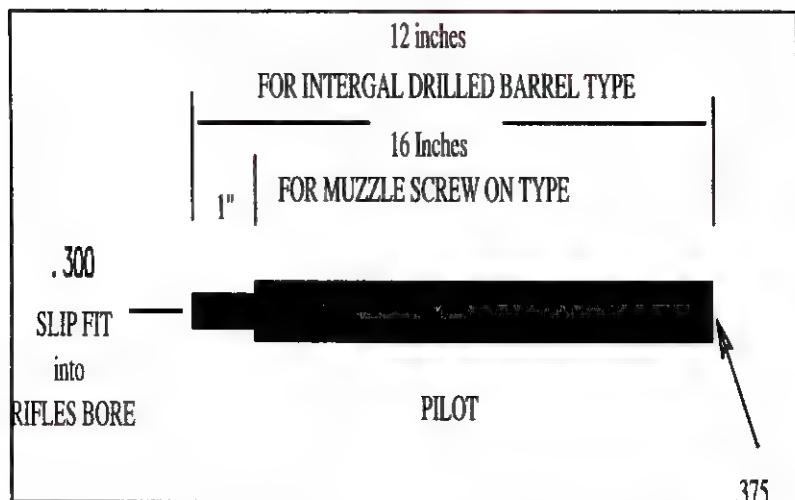 12 inches
FOR INTERGAL DRILLED BARREL TYPE
16 Inches
FOR MUZZLE SCREW ON TYPE
1"
.300
SLIP FIT
into
RIFLES BORE
PILOT
.375